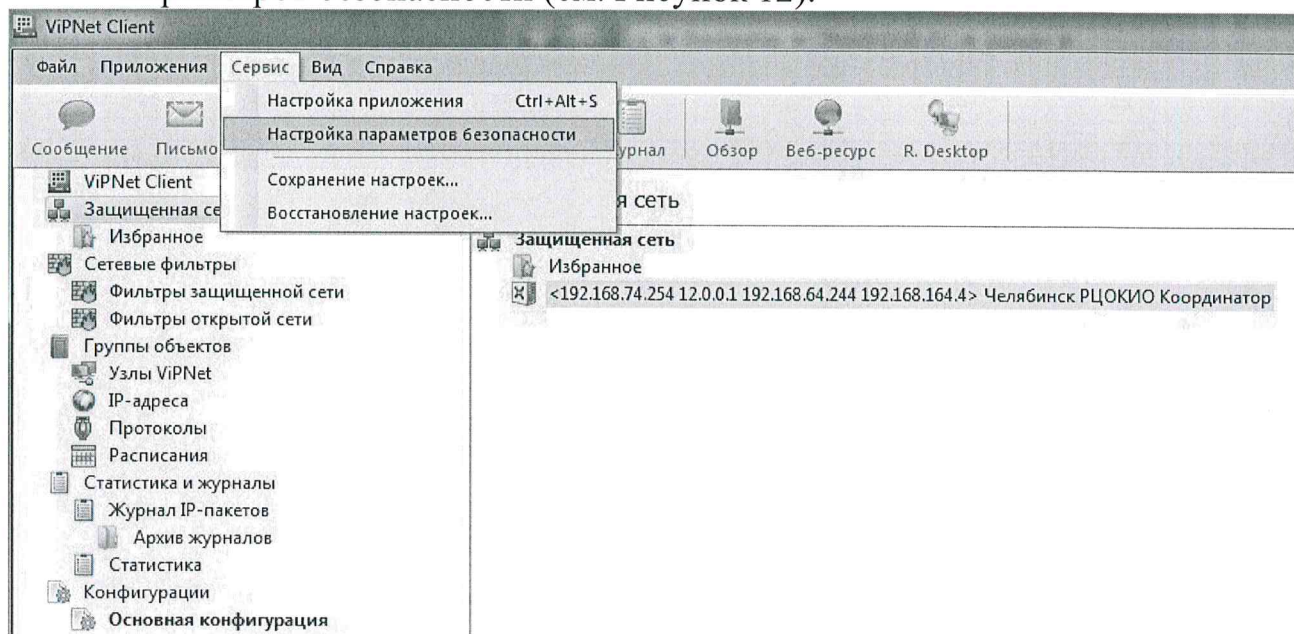 (см. Рисунок 12).
ViPNet Client
Файл Приложения Сервис Вид Справка
Настройка приложения Ctrl+Alt+S
Настройка параметров безопасности
Сохранение настроек...
Восстановление настроек...
Сообщение Письмо Обзор Веб-ресурс R. Desktop
ViPNet Client
Защищенная се
я сеть
Избранное
Защищенная сеть
Сетевые фильтры
Избранное
Фильтры защищенной сети
<192.168.74.254 12.0.0.1 192.168.64.244 192.168.164.4> Челябинск РЦОКИО Координатор
Фильтры открытой сети
Группы объектов
Узлы ViPNet
IP-адреса
Протоколы
Расписания
Статистика и журналы
Журнал IP-пакетов
Архив журналов
Статистика
Конфигурации
Основная конфигурация